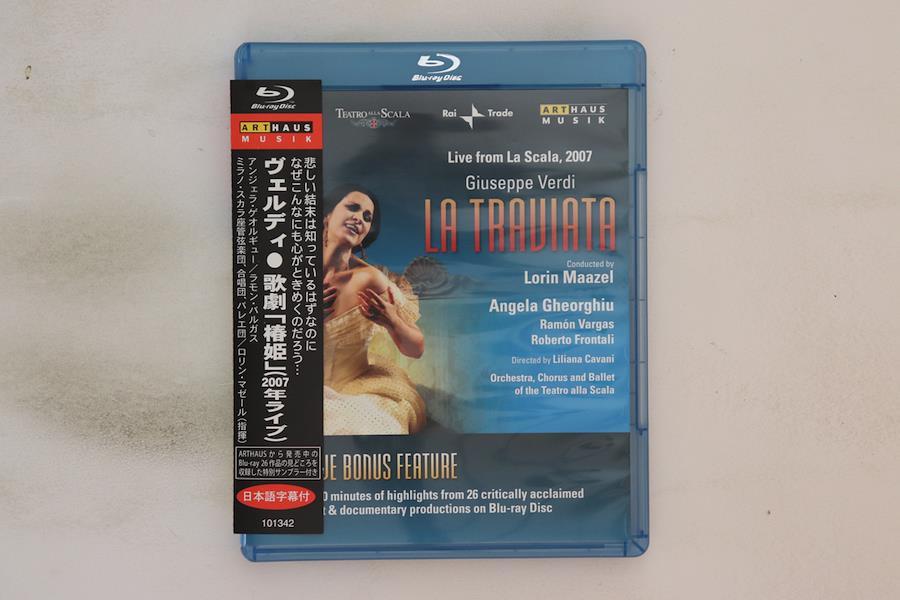 Blu-ray Disc
Blu-ray Disc
ARTHAUS
MUSIK
悲しい結末は知っているはずなのに
なぜこんなにも心がときめくのだろう…
ヴェルディ●歌劇「椿姫」(2007年ライブ)
アンジェラ・ゲオルギュー/ラモン・バルガス
ミラノ・スカラ座管弦楽団、合唱団、バレエ団/ロリン・マゼール(指揮)
ARTHAUSから発売中の
Blu-ray 26作品の見どころを
収録した特別サンプラー付き
日本語字幕付
101342
TEATRO ALLA SCALA
Rai Trade
ARTHAUS
MUSIK
Live from La Scala, 2007
Giuseppe Verdi
LA TRAVIATA
Conducted by
Lorin Maazel
Angela Gheorghiu
Ramón Vargas
Roberto Frontali
Directed by Liliana Cavani
Orchestra, Chorus and Ballet
of the Teatro alla Scala
BONUS FEATURE
minutes of highlights from 26 critically acclaimed
& documentary productions on Blu-ray Disc